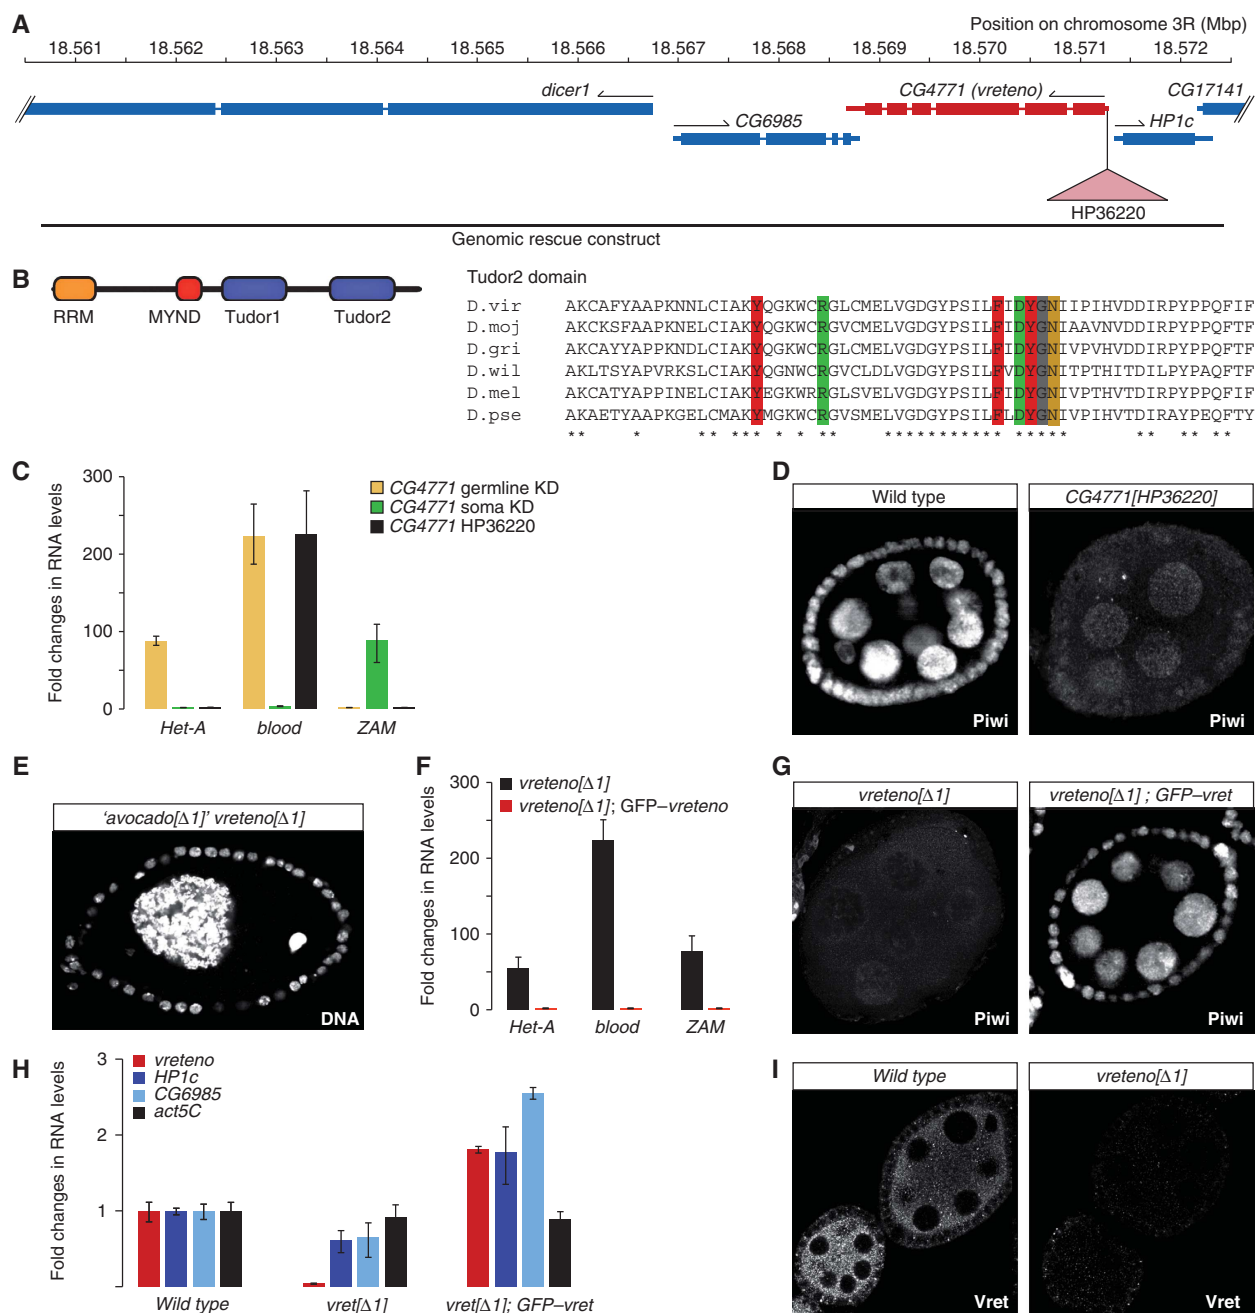 A
Position on chromosome 3R (Mbp)
18.561 18.562 18.563 18.564 18.565 18.566 18.567 18.568 18.569 18.570 18.571 18.572
dicer1
CG4771 (vreteno)
CG17141
CG6985
HP1c
HP36220
Genomic rescue construct
B
RRM MYND Tudor1 Tudor2
Tudor2 domain
D.vir AKCAFYAAPKNNLCIAKYQGKWCRGLCMELVGDGYPSILFIDYGNIIPIHVDDIRPYPPQFIF
D.moj AKCKSFAAPKNELCIAKYQGKWCRGVCMELVGDGYPSILFIDYGNIAAVNVDDIRPYPPQFTF
D.gri AKCAYYAPPKNDLCIAKYQGKWCRGLCMELVGDGYPSILFIDYGNIVPVHVDDIRPYPPQFTF
D.wil AKLTSYAPVRKSLCIAKYQGNWCRGVCLDLVGDGYPSILFVDYGNITPTHITDILPYPAQFTF
D.mel AKCATYAPPINETCIAKYEGKWRRGLSVELVGDGYPSILFIDYGNIVPTHVTDIRPYPPQFIF
D.pse AKAETYAAPKGELCMAKYMGKWCRGVSMELVGDGYPSILFLDYGNIVPIHVTDIRAYPEQFTY
** * ** *** * * ** *********** ***** ** ** **
C
Fold changes in RNA levels
300
200
100
0
CG4771 germline KD
CG4771 soma KD
CG4771 HP36220
Het-A blood ZAM
D
Wild type
Piwi
CG4771[HP36220]
Piwi
E
‘avocado[Δ1]’ vreteno[Δ1]
DNA
F
Fold changes in RNA levels
300
200
100
0
vreteno[Δ1]
vreteno[Δ1]; GFP–vreteno
Het-A blood ZAM
G
vreteno[Δ1]
Piwi
vreteno[Δ1] ; GFP–vret
Piwi
H
Fold changes in RNA levels
3
2
1
vreteno
HP1c
CG6985
act5C
Wild type vret[Δ1] vret[Δ1]; GFP–vret
I
Wild type
Vret
vreteno[Δ1]
Vret